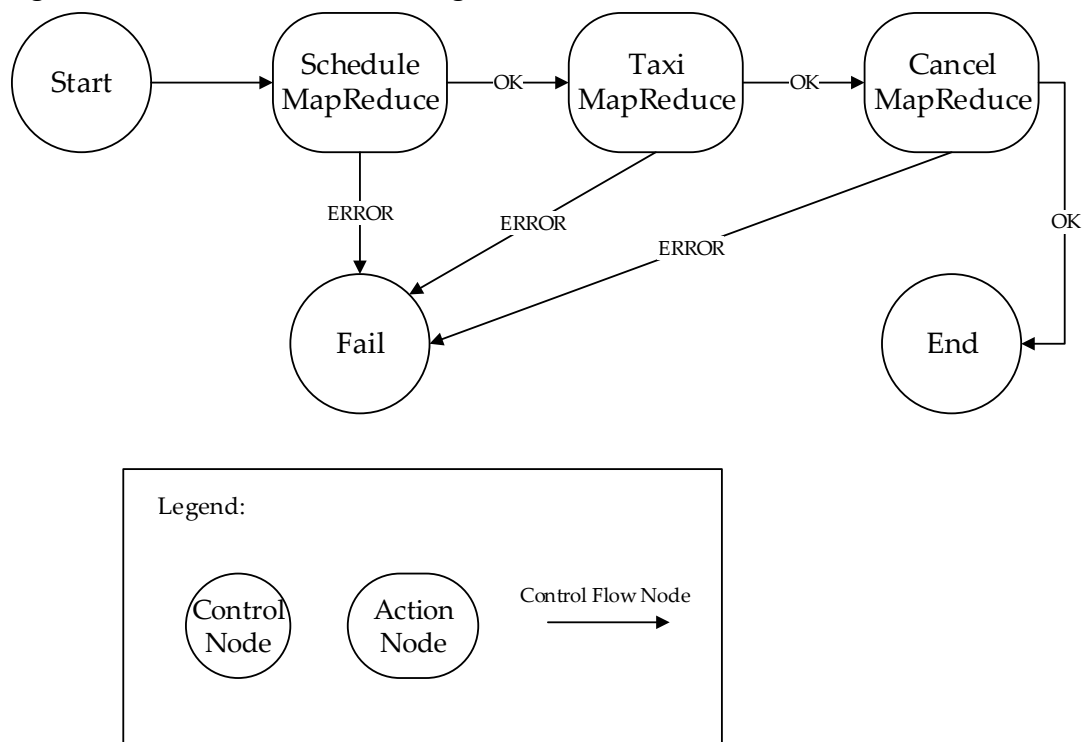 Start
Schedule
MapReduce
OK
Taxi
MapReduce
OK
Cancel
MapReduce
OK
ERROR
ERROR
ERROR
Fail
End
Legend:
Control
Node
Action
Node
Control Flow Node